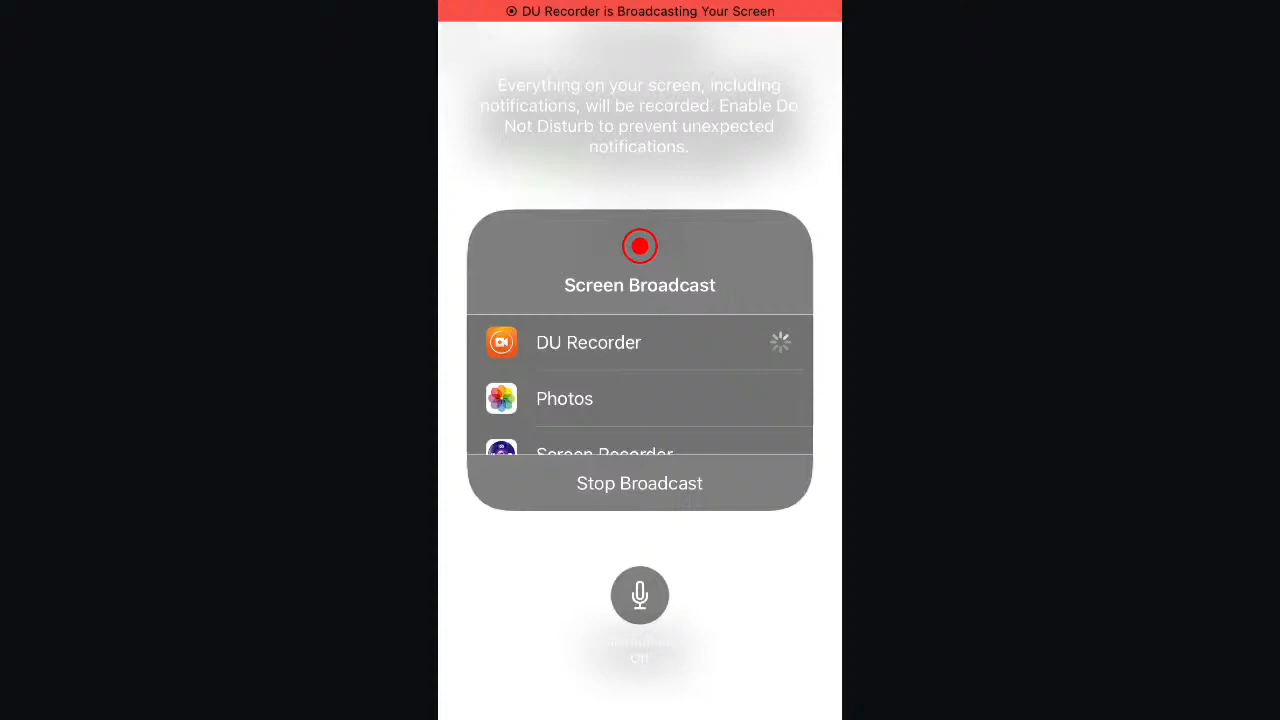 DU Recorder is Broadcasting Your Screen
Everything on your screen, including
notifications, will be recorded. Enable Do
Not Disturb to prevent unexpected
notifications.
Screen Broadcast
DU Recorder
Photos
Screen Recorder
Stop Broadcast
Off